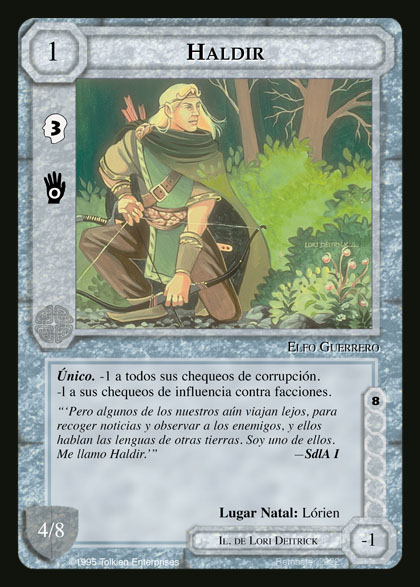 1
HALDIR
3
LORI DEITRICK
ELFO GUERRERO
Único. -1 a todos sus chequeos de corrupción.
-1 a sus chequeos de influencia contra facciones.
“‘Pero algunos de los nuestros aún viajan lejos, para
recoger noticias y observar a los enemigos, y ellos
hablan las lenguas de otras tierras. Soy uno de ellos.
Me llamo Haldir.’” —SdlA I
8
Lugar Natal: Lórien
4/8
IL. DE LORI DEITRICK
-1
©1995 Tolkien Enterprises